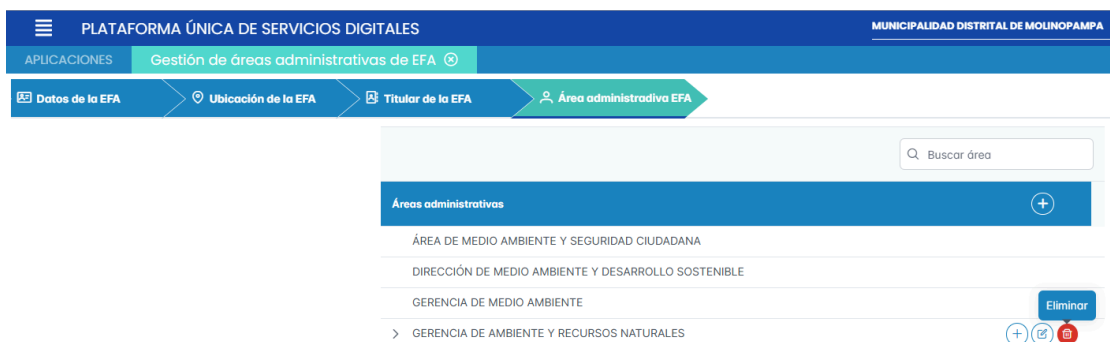 PLATAFORMA ÚNICA DE SERVICIOS DIGITALES
MUNICIPALIDAD DISTRITAL DE MOLINOPAMPA
APLICACIONES
Gestión de áreas administrativas de EFA
Datos de la EFA
Ubicación de la EFA
Titular de la EFA
Área administradiva EFA
Buscar área
Áreas administrativas
ÁREA DE MEDIO AMBIENTE Y SEGURIDAD CIUDADANA
DIRECCIÓN DE MEDIO AMBIENTE Y DESARROLLO SOSTENIBLE
GERENCIA DE MEDIO AMBIENTE
Eliminar
GERENCIA DE AMBIENTE Y RECURSOS NATURALES